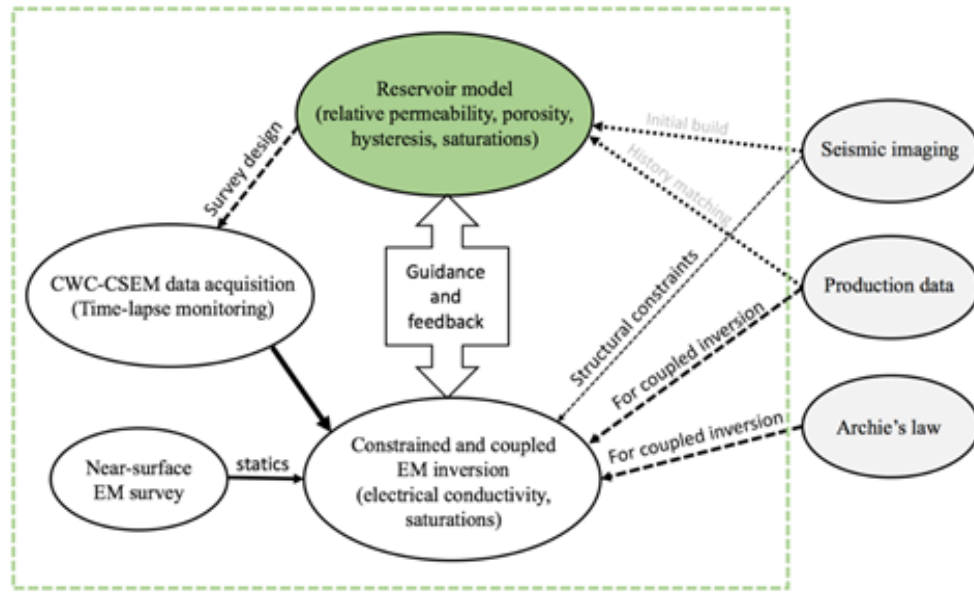 Reservoir model
(relative permeability, porosity,
hysteresis, saturations)
Initial build
Seismic imaging
History matching
Survey design
CWC-CSEM data acquisition
(Time-lapse monitoring)
Guidance
and
feedback
Structural constraints
Production data
For coupled inversion
For coupled inversion
Archie's law
Near-surface
EM survey
statics
Constrained and coupled
EM inversion
(electrical conductivity,
saturations)